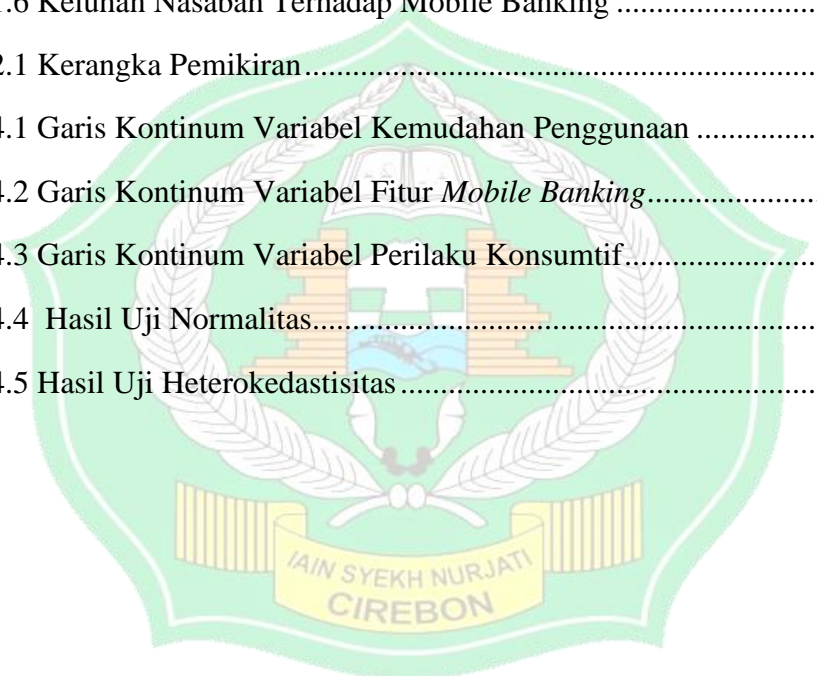 1.6 Keluhan Nasabah Terhadap Mobile Banking ..........................
2.1 Kerangka Pemikiran.................................................................
4.1 Garis Kontinum Variabel Kemudahan Penggunaan ................
4.2 Garis Kontinum Variabel Fitur Mobile Banking......................
4.3 Garis Kontinum Variabel Perilaku Konsumtif.........................
4.4 Hasil Uji Normalitas................................................................
4.5 Hasil Uji Heterokedastisitas.....................................................
IAIN SYEKH NURJATI
CIREBON